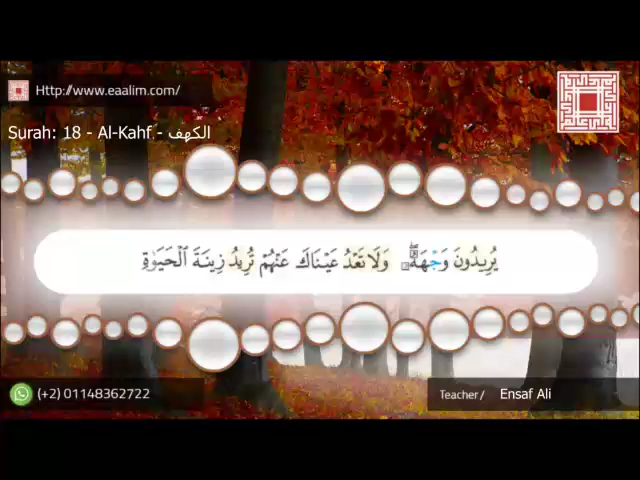 Http://www.eaalim.com/
Surah: 18 - Al-Kahf - الكهف
يُرِيدُونَ وَجْهَهُۥۖ وَلَا تَعْدُ عَيْنَاكَ عَنْهُمْ تُرِيدُ زِينَةَ ٱلْحَيَوٰةِ
(+2) 01148362722
Teacher/ Ensaf Ali